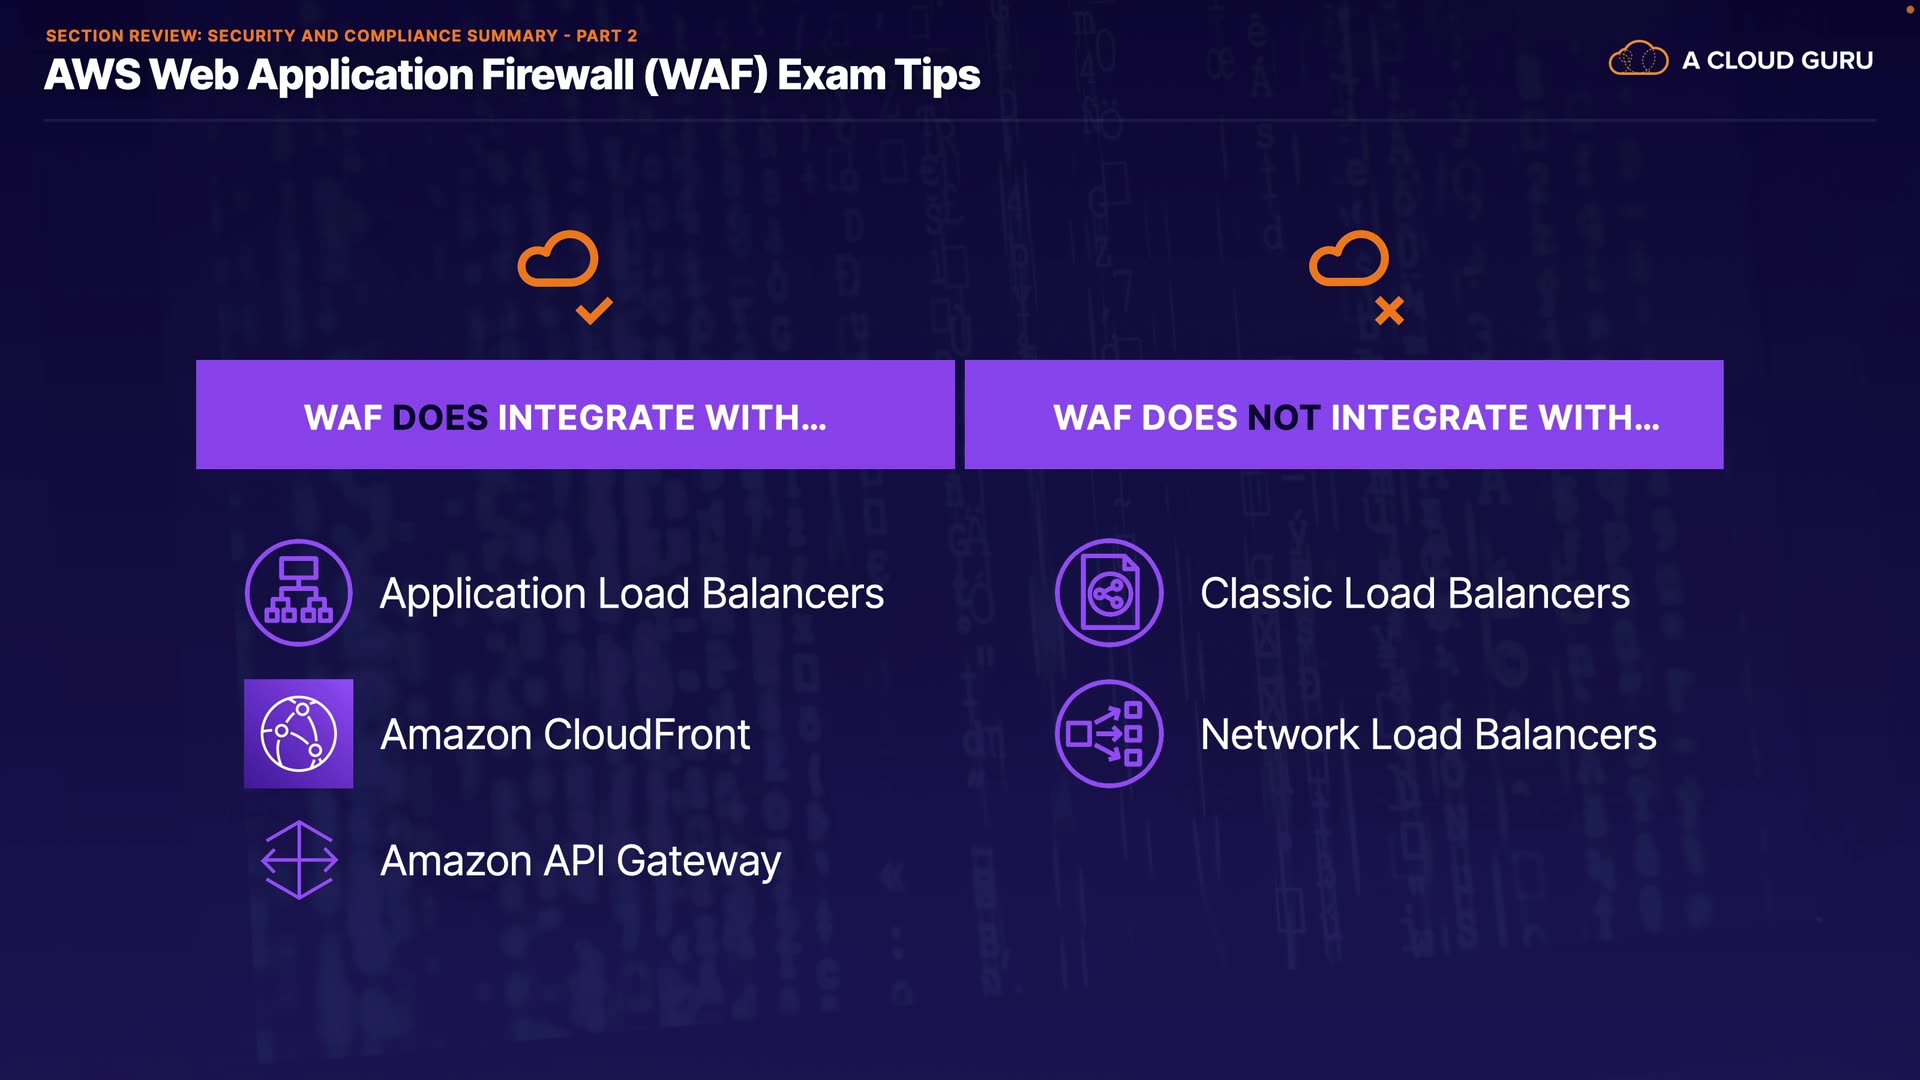 SECTION REVIEW: SECURITY AND COMPLIANCE SUMMARY - PART 2
AWS Web Application Firewall (WAF) Exam Tips
A CLOUD GURU
WAF DOES INTEGRATE WITH...
WAF DOES NOT INTEGRATE WITH...
Application Load Balancers
Classic Load Balancers
Amazon CloudFront
Network Load Balancers
Amazon API Gateway